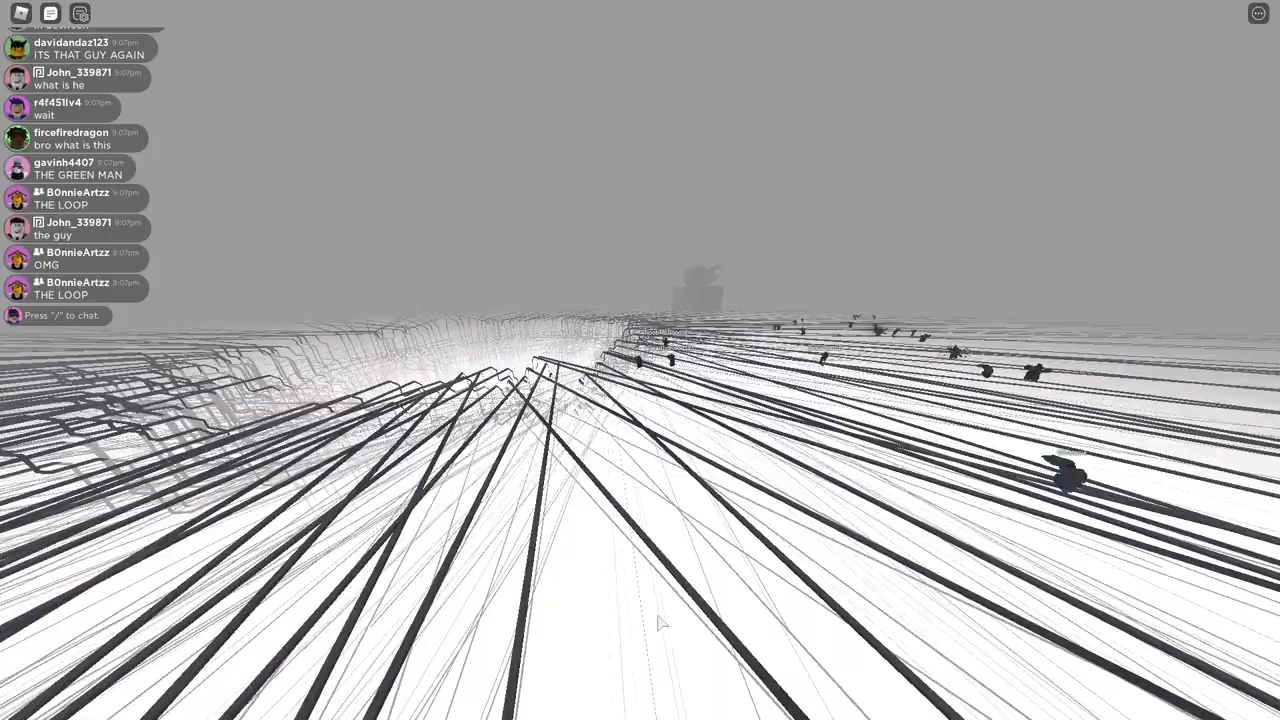 davidandaz123 9:07pm
ITS THAT GUY AGAIN
John_339871 9:07pm
what is he
r4f451lv4 9:07pm
wait
fircefiredragon 9:07pm
bro what is this
gavinh4407 9:07pm
THE GREEN MAN
B0nnieArtzz 9:07pm
THE LOOP
John_339871 9:07pm
the guy
B0nnieArtzz 9:07pm
OMG
B0nnieArtzz 9:07pm
THE LOOP
Press "/" to chat.